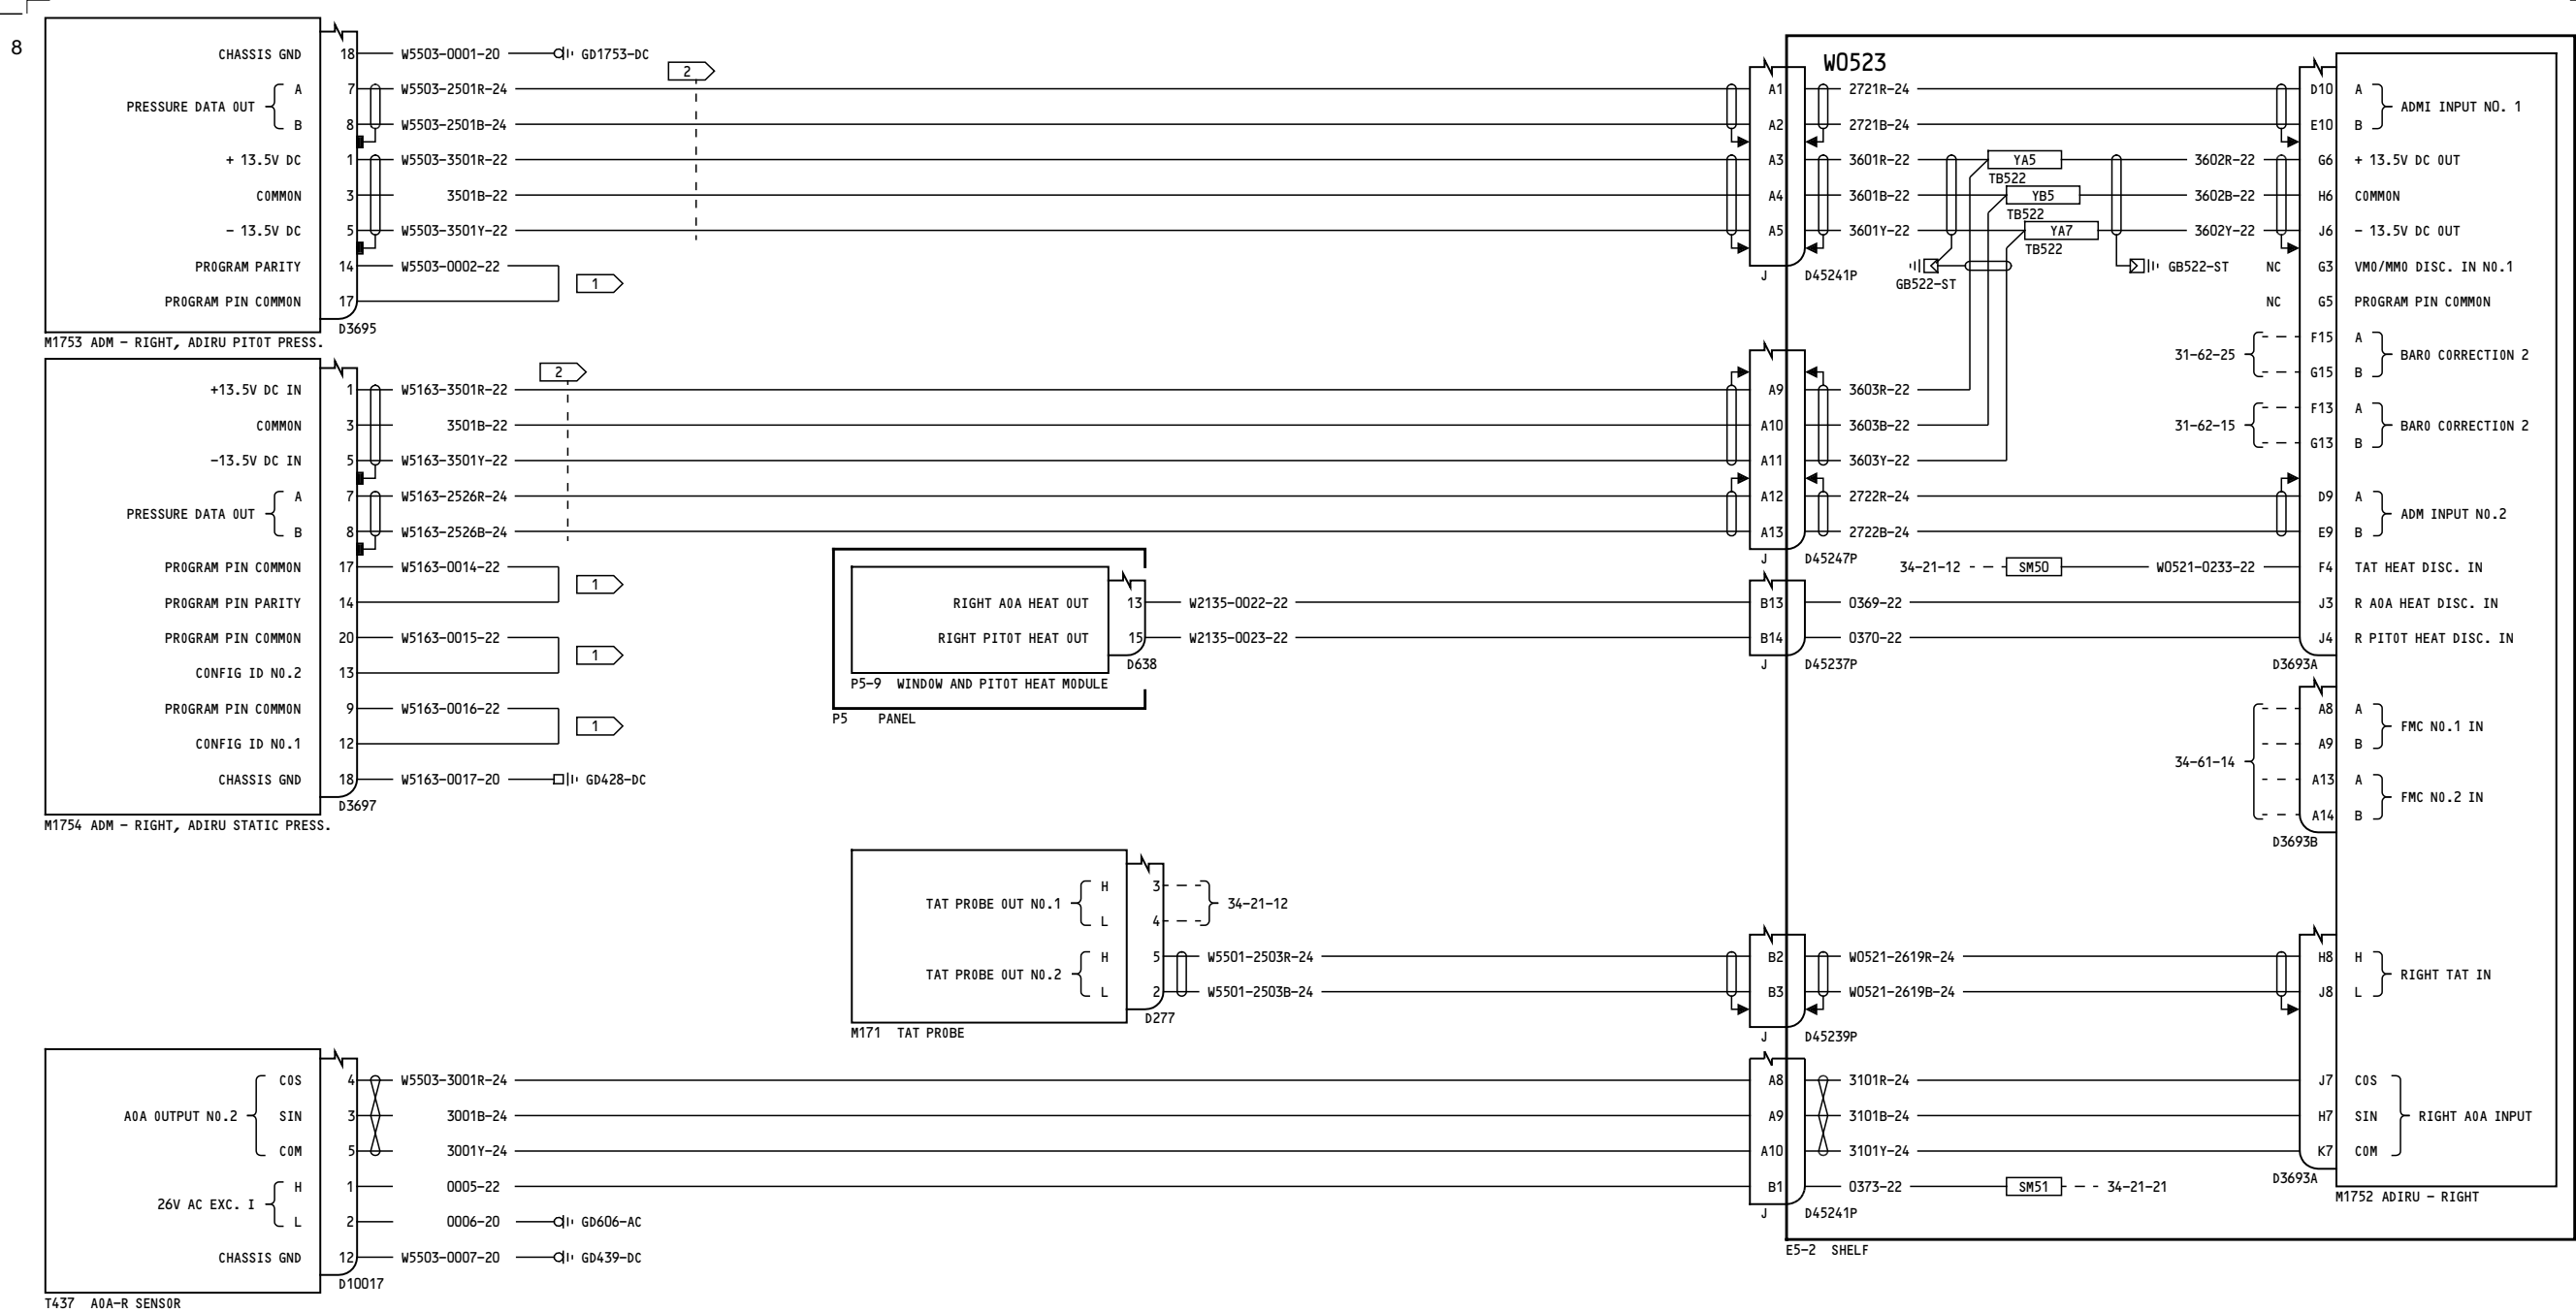 8
CHASSIS GND 18 W5503-0001-20 GD1753-DC
2
PRESSURE DATA OUT
A 7 W5503-2501R-24
B 8 W5503-2501B-24
+ 13.5V DC 1 W5503-3501R-22
COMMON 3 3501B-22
- 13.5V DC 5 W5503-3501Y-22
PROGRAM PARITY 14 W5503-0002-22
1
PROGRAM PIN COMMON 17
D3695
M1753 ADM - RIGHT, ADIRU PITOT PRESS.
2
+13.5V DC IN 1 W5163-3501R-22
COMMON 3 3501B-22
-13.5V DC IN 5 W5163-3501Y-22
PRESSURE DATA OUT
A 7 W5163-2526R-24
B 8 W5163-2526B-24
PROGRAM PIN COMMON 17 W5163-0014-22
1
PROGRAM PIN PARITY 14
PROGRAM PIN COMMON 20 W5163-0015-22
1
CONFIG ID NO.2 13
PROGRAM PIN COMMON 9 W5163-0016-22
1
CONFIG ID NO.1 12
CHASSIS GND 18 W5163-0017-20 GD428-DC
D3697
M1754 ADM - RIGHT, ADIRU STATIC PRESS.
RIGHT AOA HEAT OUT 13 W2135-0022-22
RIGHT PITOT HEAT OUT 15 W2135-0023-22
D638
P5-9 WINDOW AND PITOT HEAT MODULE
P5 PANEL
TAT PROBE OUT NO.1
H 3
L 4
34-21-12
TAT PROBE OUT NO.2
H 5 W5501-2503R-24
L 2 W5501-2503B-24
D277
M171 TAT PROBE
AOA OUTPUT NO.2
COS 4 W5503-3001R-24
SIN 3 3001B-24
COM 5 3001Y-24
26V AC EXC. I
H 1 0005-22
L 2 0006-20 GD606-AC
CHASSIS GND 12 W5503-0007-20 GD439-DC
D10017
T437 AOA-R SENSOR
W0523
A1 2721R-24 D10 A
A2 2721B-24 E10 B
ADMI INPUT NO. 1
A3 3601R-22 YA5 3602R-22 G6 + 13.5V DC OUT
TB522
A4 3601B-22 YB5 3602B-22 H6 COMMON
TB522
A5 3601Y-22 YA7 3602Y-22 J6 - 13.5V DC OUT
TB522
J D45241P
GB522-ST
GB522-ST
NC G3 VMO/MMO DISC. IN NO.1
NC G5 PROGRAM PIN COMMON
31-62-25 F15 A
G15 B
BARO CORRECTION 2
31-62-15 F13 A
G13 B
BARO CORRECTION 2
A9 3603R-22
A10 3603B-22
A11 3603Y-22
A12 2722R-24 D9 A
A13 2722B-24 E9 B
ADM INPUT NO.2
J D45247P
34-21-12 SM50 W0521-0233-22 F4 TAT HEAT DISC. IN
B13 0369-22 J3 R AOA HEAT DISC. IN
B14 0370-22 J4 R PITOT HEAT DISC. IN
J D45237P
D3693A
34-61-14
A8 A
A9 B
FMC NO.1 IN
A13 A
A14 B
FMC NO.2 IN
D3693B
B2 W0521-2619R-24 H8 H
B3 W0521-2619B-24 J8 L
RIGHT TAT IN
J D45239P
A8 3101R-24 J7 COS
A9 3101B-24 H7 SIN
A10 3101Y-24 K7 COM
RIGHT AOA INPUT
B1 0373-22 SM51 34-21-21
D3693A
J D45241P
M1752 ADIRU - RIGHT
E5-2 SHELF